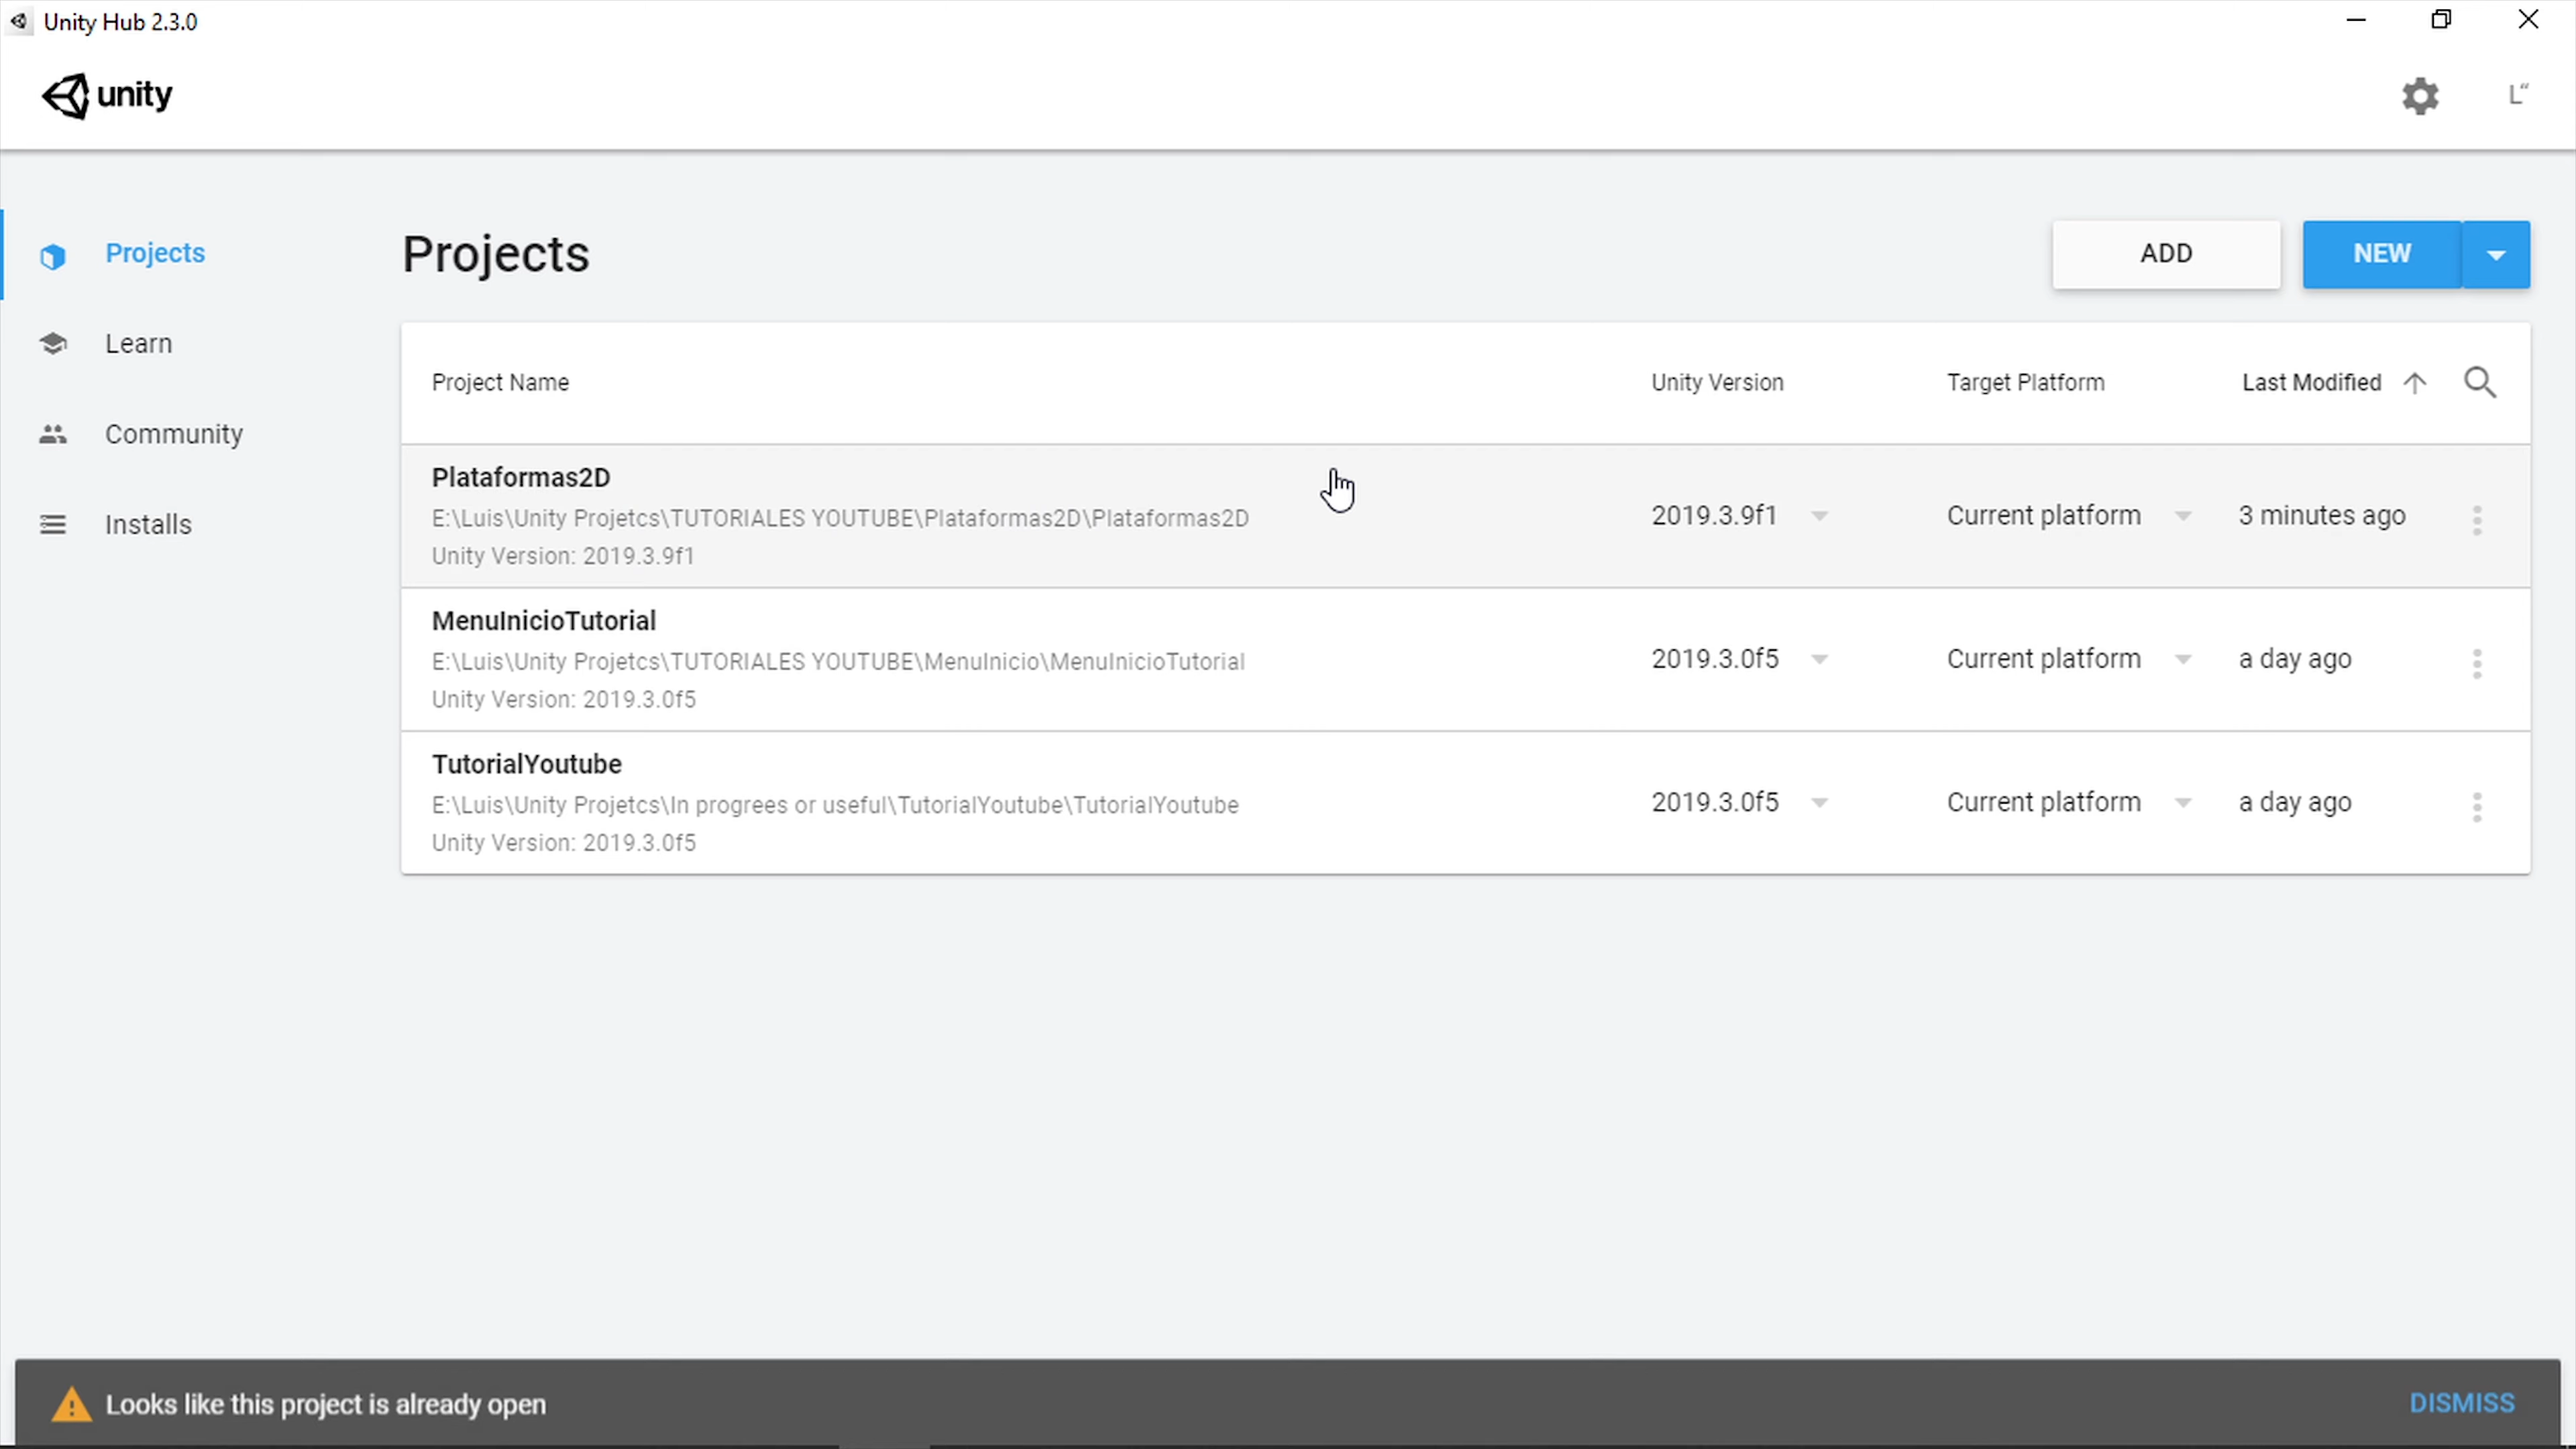 Unity Hub 2.3.0
unity
L“
Projects
Learn
Community
Installs
Projects
ADD
NEW
Project Name
Unity Version
Target Platform
Last Modified
Plataformas2D
E:\Luis\Unity Projetcs\TUTORIALES YOUTUBE\Plataformas2D\Plataformas2D
Unity Version: 2019.3.9f1
2019.3.9f1
Current platform
3 minutes ago
MenuInicioTutorial
E:\Luis\Unity Projetcs\TUTORIALES YOUTUBE\MenuInicio\MenuInicioTutorial
Unity Version: 2019.3.0f5
2019.3.0f5
Current platform
a day ago
TutorialYoutube
E:\Luis\Unity Projetcs\In progrees or useful\TutorialYoutube\TutorialYoutube
Unity Version: 2019.3.0f5
2019.3.0f5
Current platform
a day ago
Looks like this project is already open
DISMISS